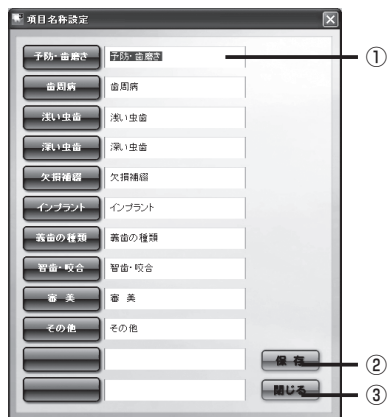 項目名称設定
予防・歯磨き 予防・歯磨き ①
歯周病 歯周病
浅い虫歯 浅い虫歯
深い虫歯 深い虫歯
欠損補綴 欠損補綴
インプラント インプラント
義歯の種類 義歯の種類
智歯・咬合 智歯・咬合
審 美 審 美
その他 その他
保 存 ②
閉じる ③